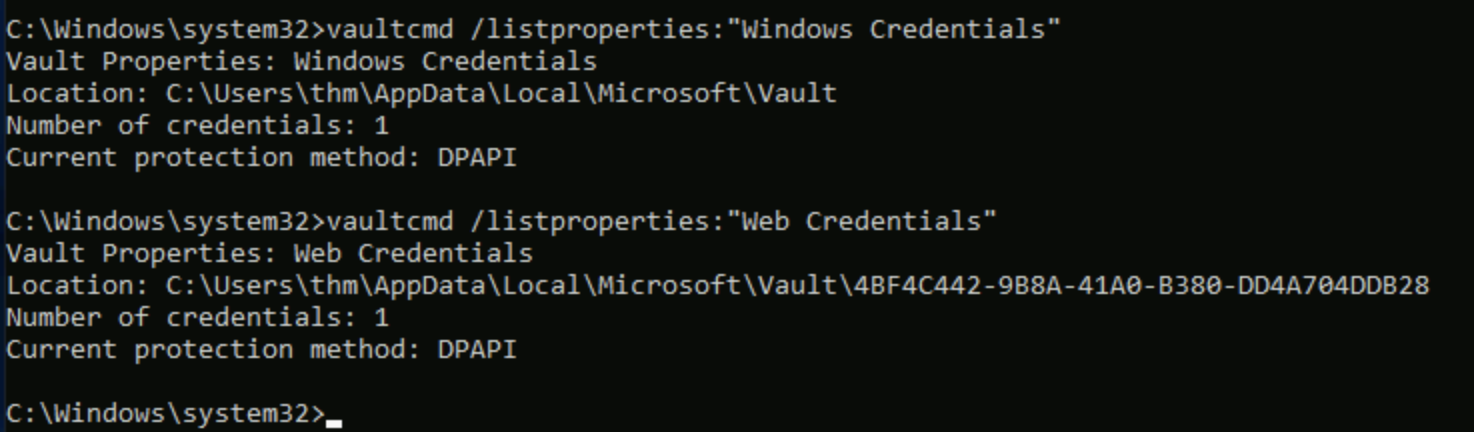 C:\Windows\system32>vaultcmd /listproperties:"Windows Credentials"
Vault Properties: Windows Credentials
Location: C:\Users\thm\AppData\Local\Microsoft\Vault
Number of credentials: 1
Current protection method: DPAPI
C:\Windows\system32>vaultcmd /listproperties:"Web Credentials"
Vault Properties: Web Credentials
Location: C:\Users\thm\AppData\Local\Microsoft\Vault\4BF4C442-9B8A-41A0-B380-DD4A704DDB28
Number of credentials: 1
Current protection method: DPAPI
C:\Windows\system32>